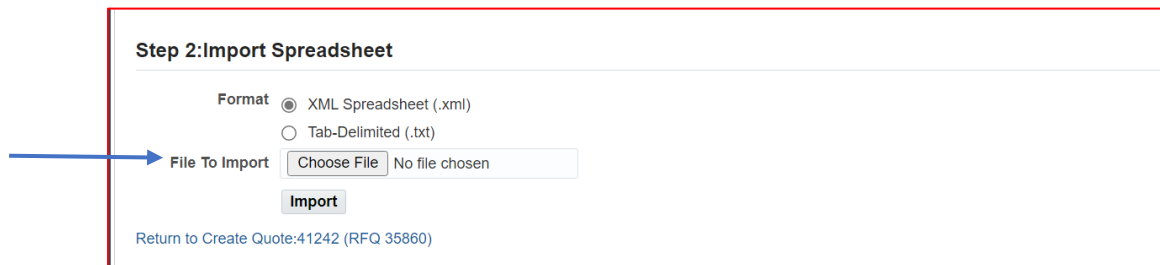 Step 2:Import Spreadsheet
Format XML Spreadsheet (.xml)
Tab-Delimited (.txt)
File To Import Choose File No file chosen
Import
Return to Create Quote:41242 (RFQ 35860)